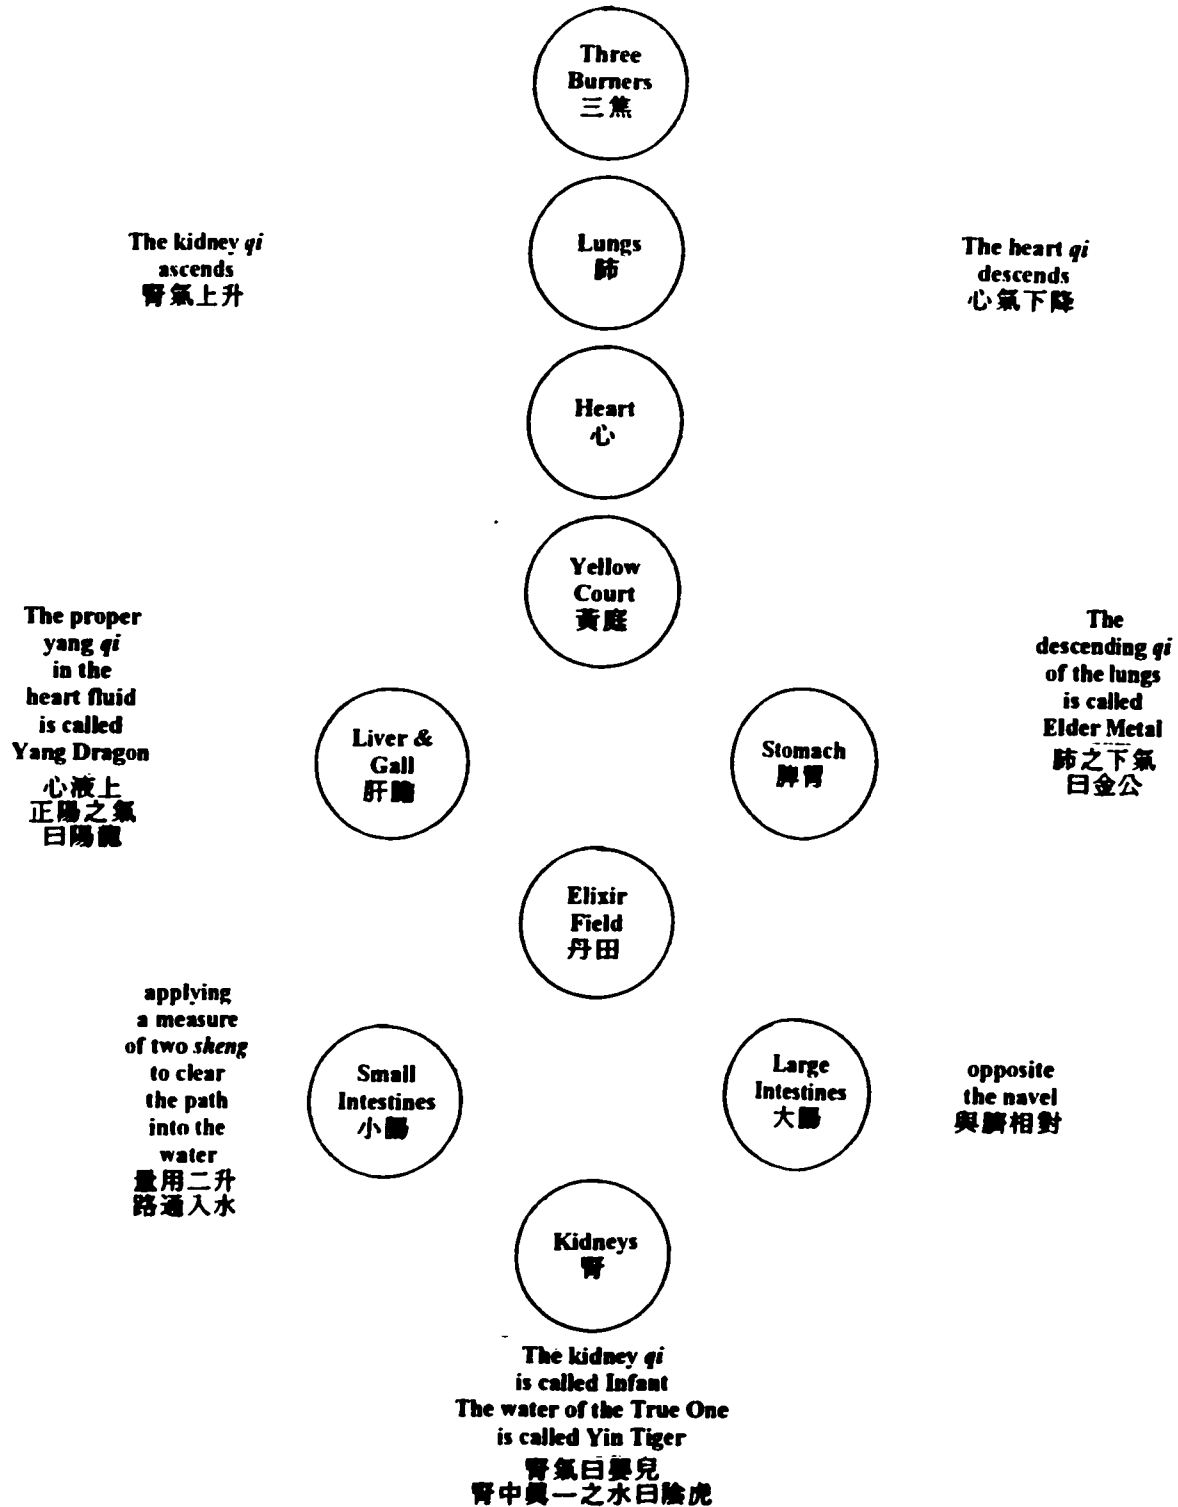 Three
Burners
三焦
Lungs
肺
The kidney qi
ascends
腎氣上升
The heart qi
descends
心氣下降
Heart
心
Yellow
Court
黃庭
The proper
yang qi
in the
heart fluid
is called
Yang Dragon
心液上
正陽之氣
曰陽龍
Liver &
Gall
肝膽
Stomach
脾胃
The
descending qi
of the lungs
is called
Elder Metal
肺之下氣
曰金公
Elixir
Field
丹田
applying
a measure
of two sheng
to clear
the path
into the
water
量用二升
路通入水
Small
Intestines
小腸
Large
Intestines
大腸
opposite
the navel
與臍相對
Kidneys
腎
The kidney qi
is called Infant
The water of the True One
is called Yin Tiger
腎氣曰嬰兒
腎中真一之水曰陰虎